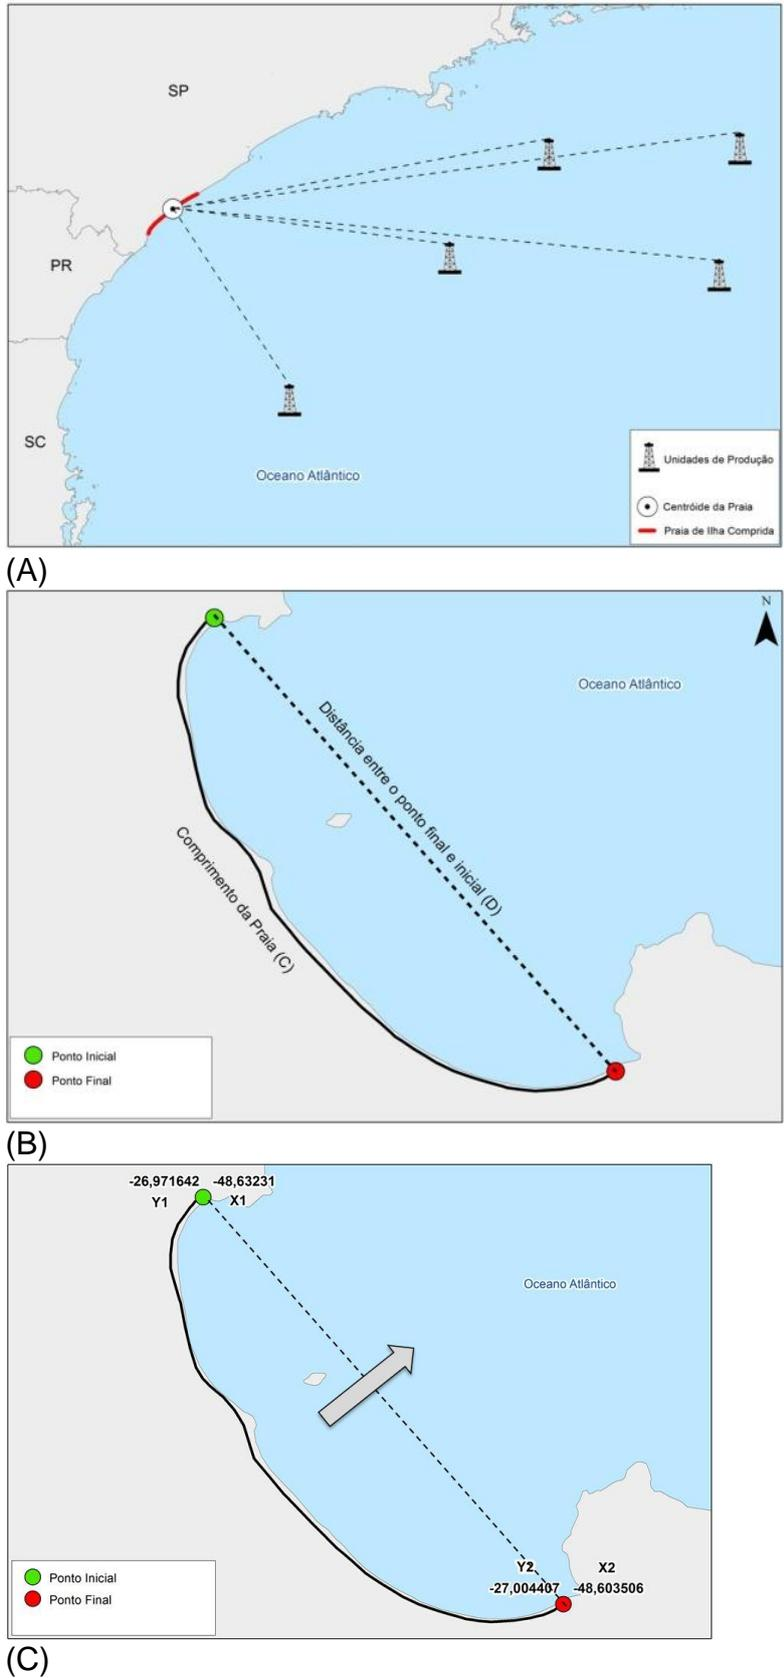 SP
PR
SC
Oceano Atlântico
Unidades de Produção
Centróide da Praia
Praia de Ilha Comprida
(A)
N
Oceano Atlântico
Distância entre o ponto final e inicial (D)
Comprimento da Praia (C)
Ponto Inicial
Ponto Final
(B)
-26,971642 -48,63231
Y1 X1
Oceano Atlântico
Y2 X2
-27,004407 -48,603506
Ponto Inicial
Ponto Final
(C)